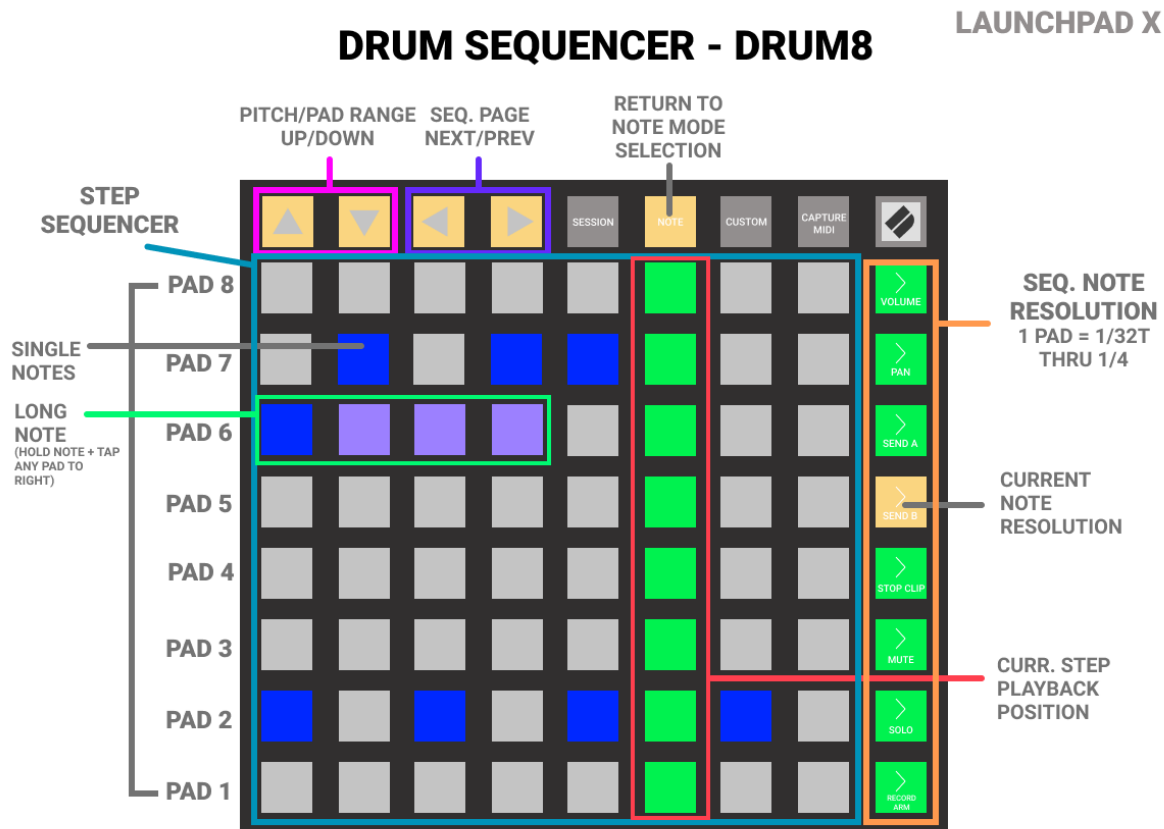 LAUNCHPAD X
DRUM SEQUENCER - DRUM8
PITCH/PAD RANGE
UP/DOWN
SEQ. PAGE
NEXT/PREV
RETURN TO
NOTE MODE
SELECTION
STEP
SEQUENCER
SESSION
NOTE
CUSTOM
CAPTURE
MIDI
PAD 8
VOLUME
SEQ. NOTE
RESOLUTION
1 PAD = 1/32T
THRU 1/4
SINGLE
NOTES
PAD 7
PAN
LONG
NOTE
(HOLD NOTE + TAP
ANY PAD TO
RIGHT)
PAD 6
SEND A
PAD 5
SEND B
CURRENT
NOTE
RESOLUTION
PAD 4
STOP CLIP
PAD 3
MUTE
CURR. STEP
PLAYBACK
POSITION
PAD 2
SOLO
PAD 1
RECORD
ARM